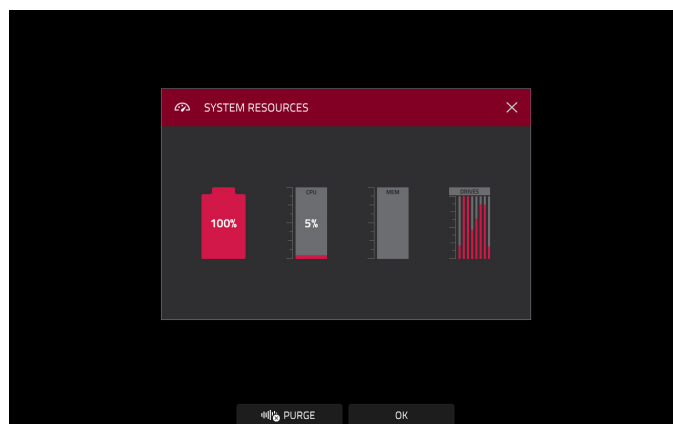 SYSTEM RESOURCES
100%
CPU
5%
MEM
DRIVES
PURGE
OK